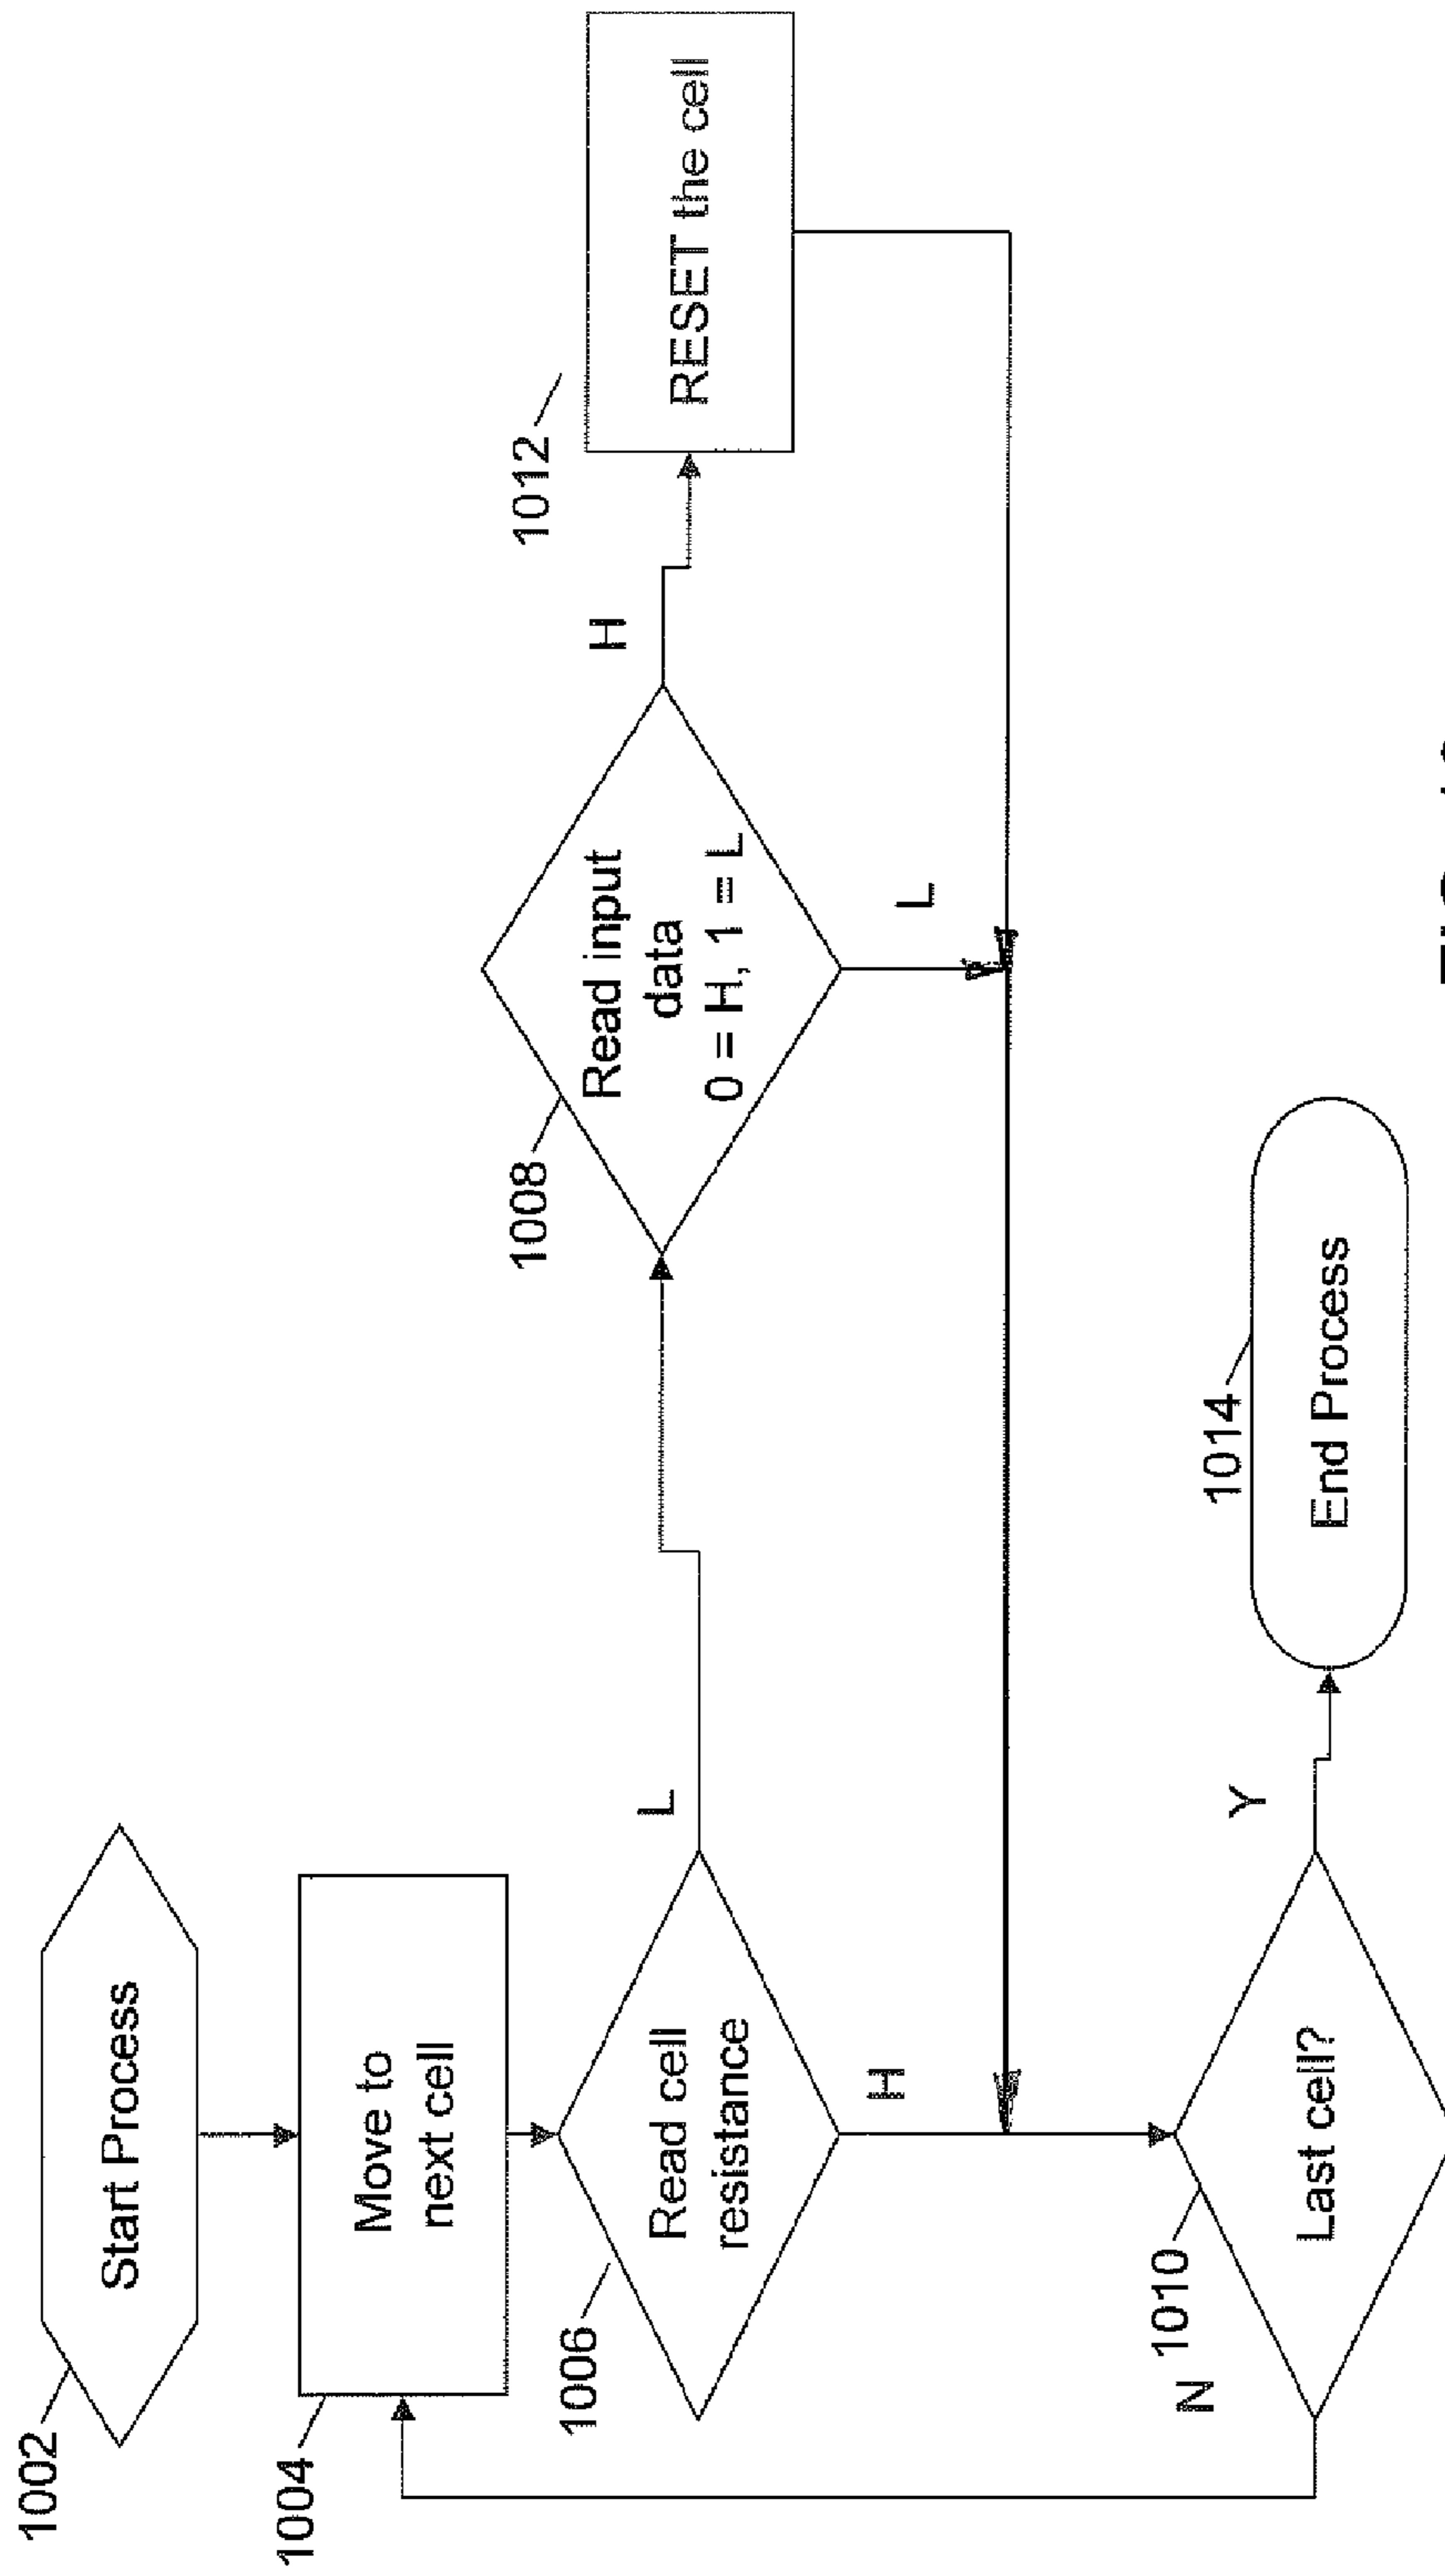 1002
Start Process
1004
Move to
next cell
1006
Read cell
resistance
L
H
1008
Read input
data
0 = H, 1 = L
H
L
1012
RESET the cell
1010
Last cell?
N
Y
1014
End Process